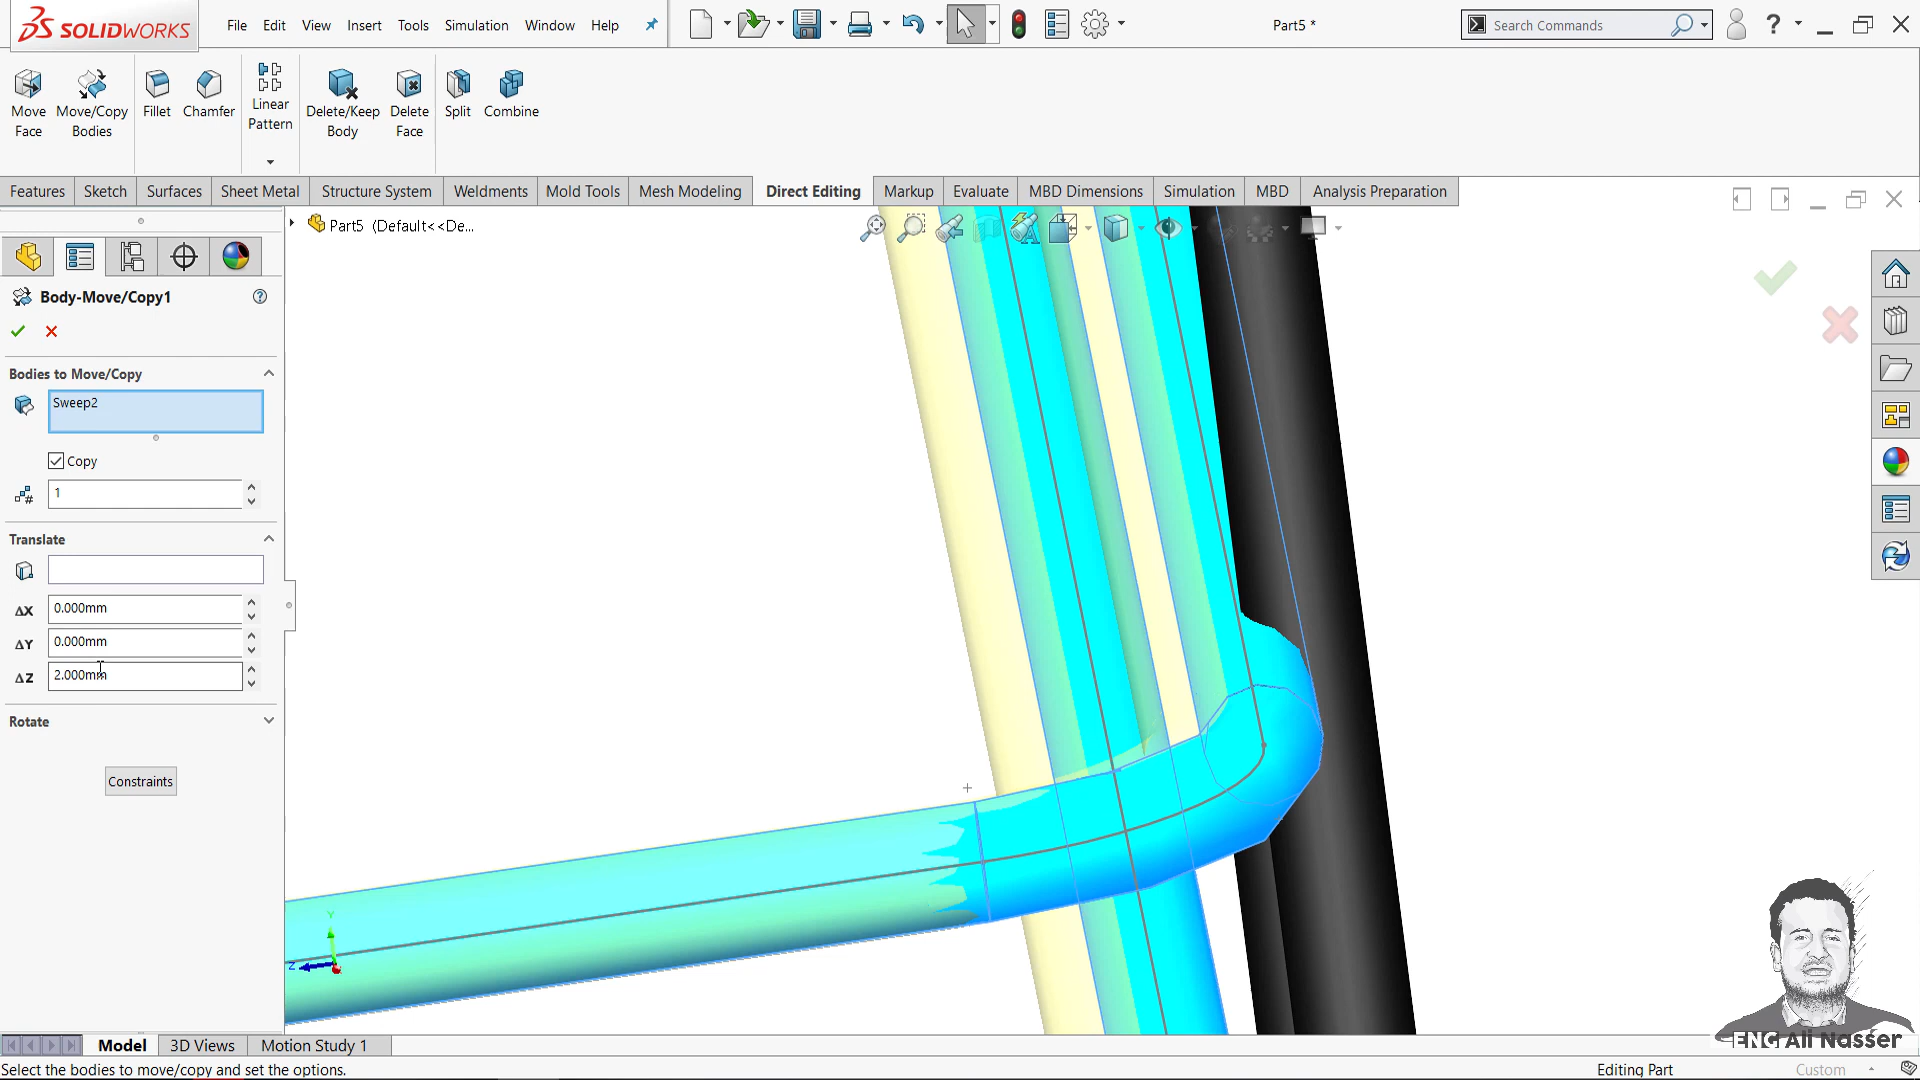 SOLIDWORKS
File Edit View Insert Tools Simulation Window Help
Part5 *
Search Commands
Move Face
Move/Copy Bodies
Fillet
Chamfer
Linear Pattern
Delete/Keep Body
Delete Face
Split
Combine
Features Sketch Surfaces Sheet Metal Structure System Weldments Mold Tools Mesh Modeling Direct Editing Markup Evaluate MBD Dimensions Simulation MBD Analysis Preparation
Part5 (Default<<De...
Body-Move/Copy1
Bodies to Move/Copy
Sweep2
Copy
1
Translate
ΔX 0.000mm
ΔY 0.000mm
ΔZ 2.000mm
Rotate
Constraints
Y
Z
ENG Ali Nasser
Model 3D Views Motion Study 1
Select the bodies to move/copy and set the options.
Editing Part
Custom